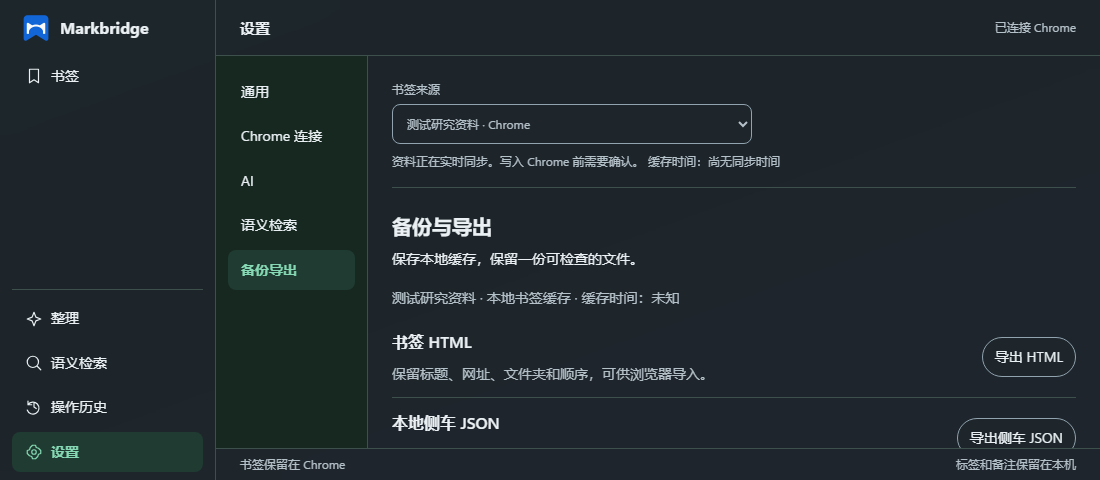 Markbridge
书签
整理
语义检索
操作历史
设置
设置
已连接 Chrome
通用
Chrome 连接
AI
语义检索
备份导出
书签来源
测试研究资料 · Chrome
资料正在实时同步。写入 Chrome 前需要确认。 缓存时间：尚无同步时间
备份与导出
保存本地缓存，保留一份可检查的文件。
测试研究资料 · 本地书签缓存 · 缓存时间：未知
书签 HTML
保留标题、网址、文件夹和顺序，可供浏览器导入。
导出 HTML
本地侧车 JSON
导出侧车 JSON
书签保留在 Chrome
标签和备注保留在本机